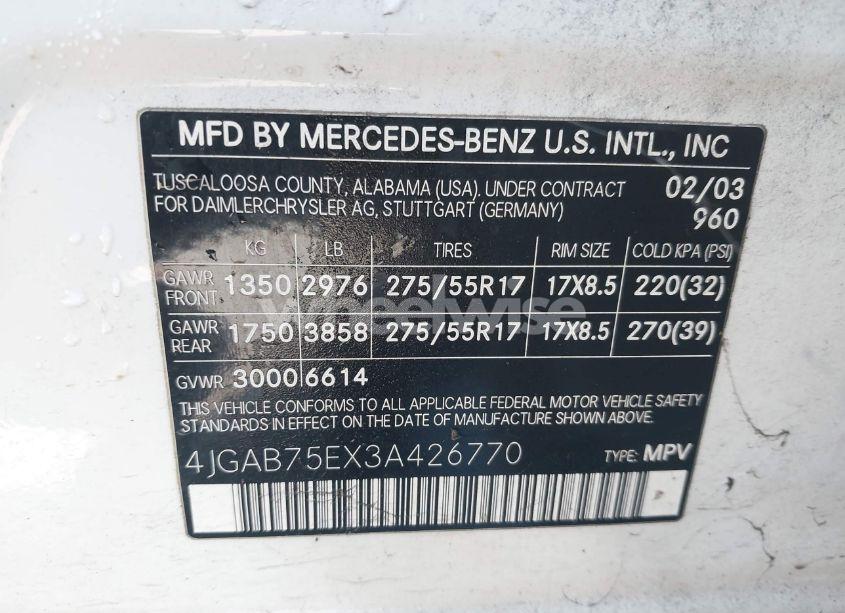 MFD BY MERCEDES-BENZ U.S. INTL., INC
TUSCALOOSA COUNTY, ALABAMA (USA). UNDER CONTRACT 02/03
FOR DAIMLERCHRYSLER AG, STUTTGART (GERMANY) 960
KG LB TIRES RIM SIZE COLD KPA (PSI)
GAWR FRONT 1350 2976 275/55R17 17X8.5 220(32)
wheelwise
GAWR REAR 1750 3858 275/55R17 17X8.5 270(39)
GVWR 3000 6614
THIS VEHICLE CONFORMS TO ALL APPLICABLE FEDERAL MOTOR VEHICLE SAFETY
STANDARDS IN EFFECT ON THE DATE OF MANUFACTURE SHOWN ABOVE.
4JGAB75EX3A426770 TYPE: MPV